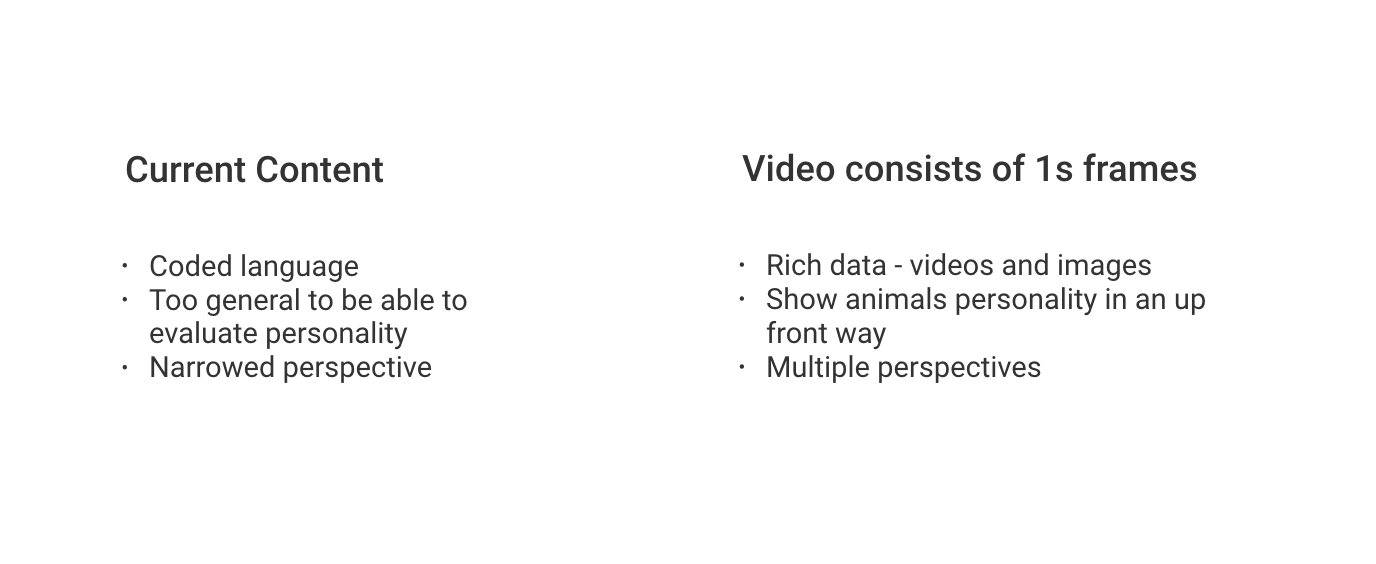 Current Content
· Coded language
· Too general to be able to
evaluate personality
· Narrowed perspective
Video consists of 1s frames
· Rich data - videos and images
· Show animals personality in an up
front way
· Multiple perspectives